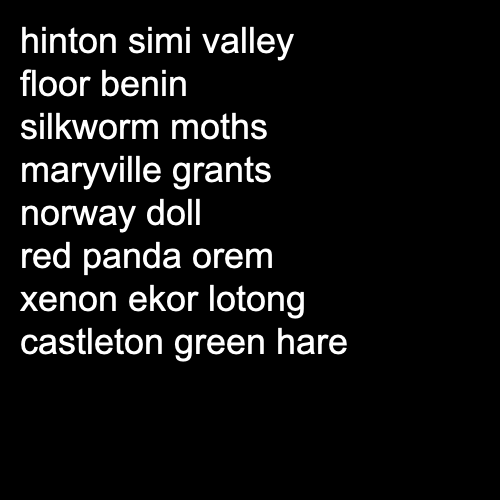 hinton simi valley
floor benin
silkworm moths
maryville grants
norway doll
red panda orem
xenon ekor lotong
castleton green hare